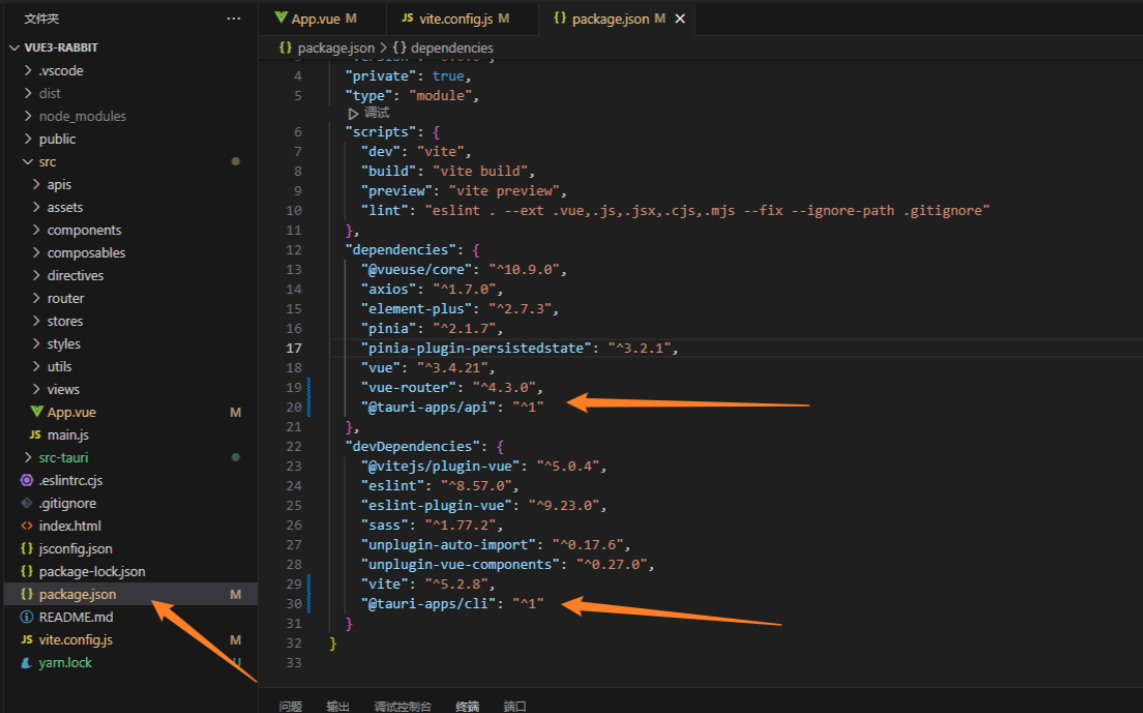 文件夹 ···
VUE3-RABBIT
.vscode
dist
node_modules
public
src
apis
assets
components
composables
directives
router
stores
styles
utils
views
App.vue M
JS main.js
src-tauri
.eslintrc.cjs
.gitignore
<> index.html
{} jsconfig.json
{} package-lock.json
{} package.json M
README.md
JS vite.config.js M
yarn.lock U
App.vue M JS vite.config.js M {} package.json M ×
{} package.json > {} dependencies
4 "private": true,
5 "type": "module",
调试
6 "scripts": {
7 "dev": "vite",
8 "build": "vite build",
9 "preview": "vite preview",
10 "lint": "eslint . --ext .vue,.js,.jsx,.cjs,.mjs --fix --ignore-path .gitignore"
11 },
12 "dependencies": {
13 "@vueuse/core": "^10.9.0",
14 "axios": "^1.7.0",
15 "element-plus": "^2.7.3",
16 "pinia": "^2.1.7",
17 "pinia-plugin-persistedstate": "^3.2.1",
18 "vue": "^3.4.21",
19 "vue-router": "^4.3.0",
20 "@tauri-apps/api": "^1"
21 },
22 "devDependencies": {
23 "@vitejs/plugin-vue": "^5.0.4",
24 "eslint": "^8.57.0",
25 "eslint-plugin-vue": "^9.23.0",
26 "sass": "^1.77.2",
27 "unplugin-auto-import": "^0.17.6",
28 "unplugin-vue-components": "^0.27.0",
29 "vite": "^5.2.8",
30 "@tauri-apps/cli": "^1"
31 }
32 }
33
问题 输出 调试控制台 终端 端口